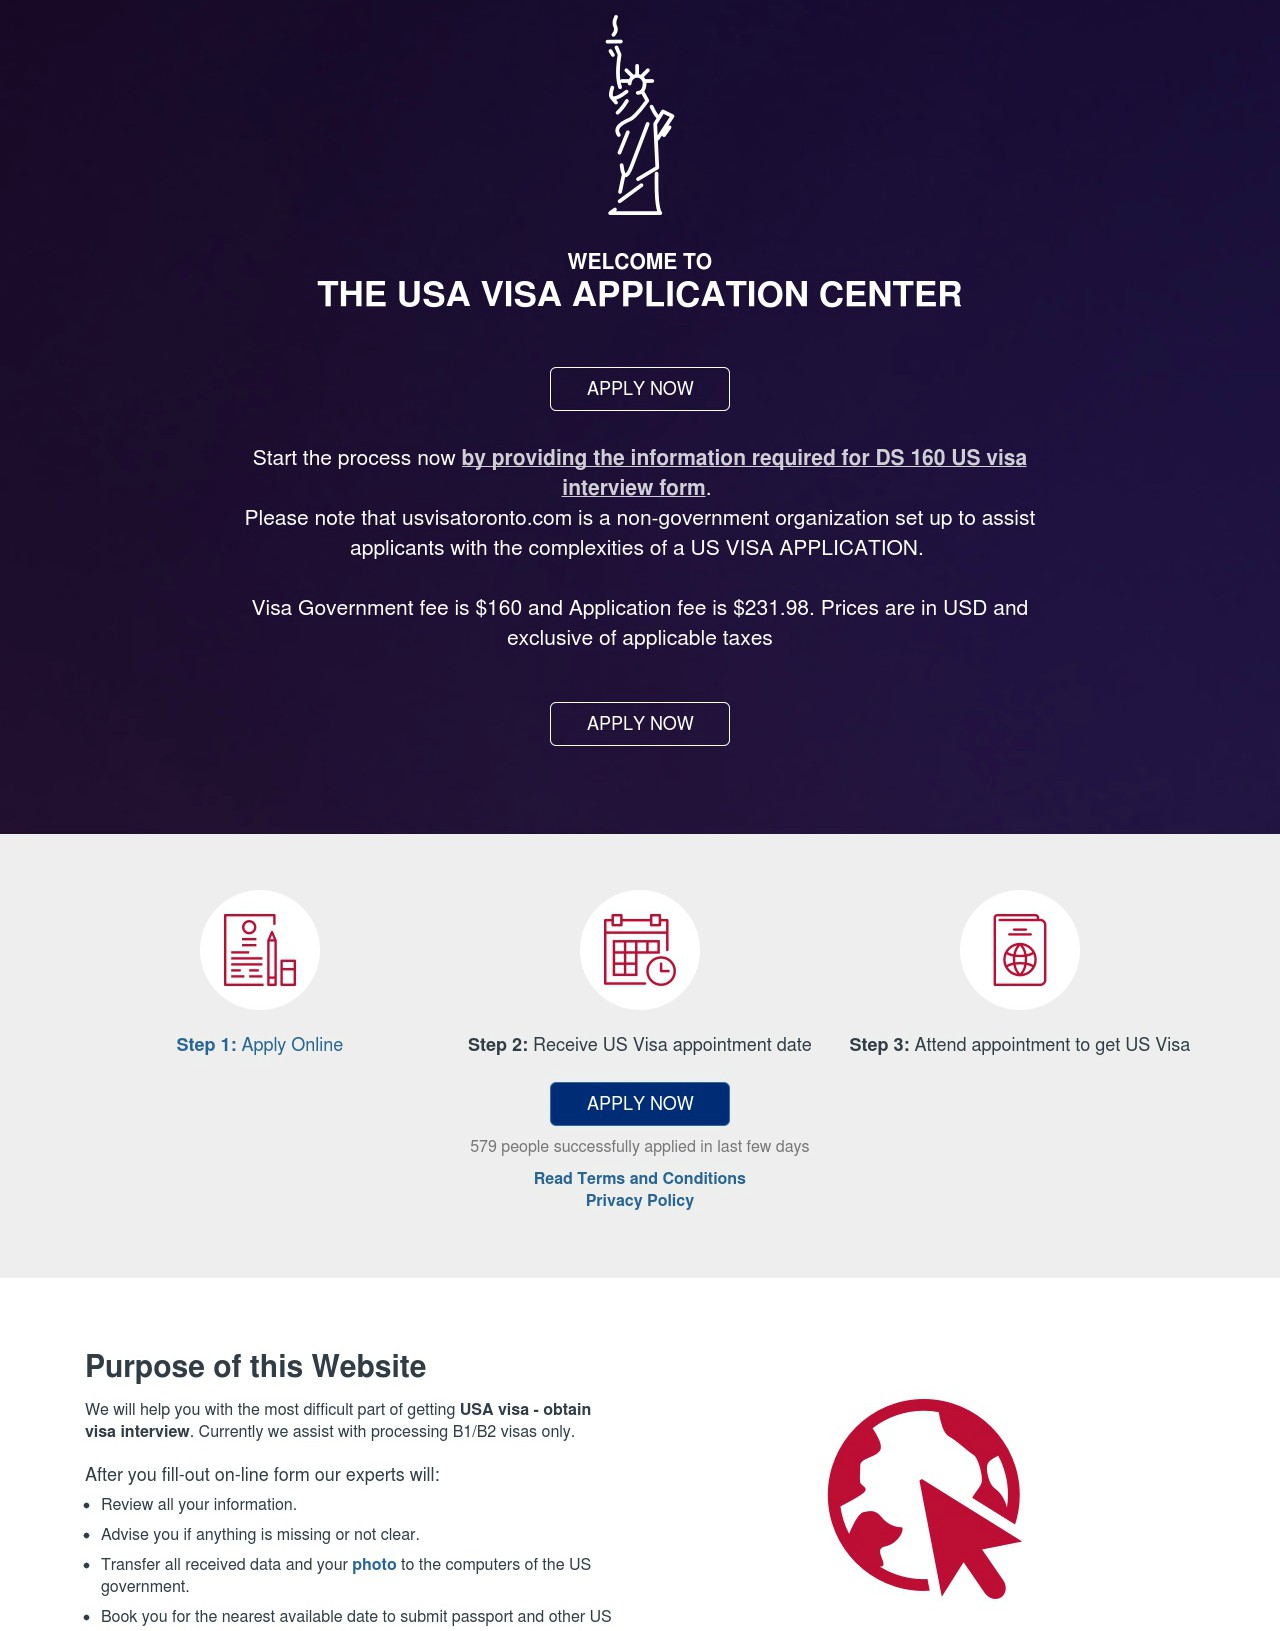 WELCOME TO
THE USA VISA APPLICATION CENTER
APPLY NOW
Start the process now by providing the information required for DS 160 US visa
interview form.
Please note that usvisatoronto.com is a non-government organization set up to assist
applicants with the complexities of a US VISA APPLICATION.
Visa Government fee is $160 and Application fee is $231.98. Prices are in USD and
exclusive of applicable taxes
APPLY NOW
Step 1: Apply Online
Step 2: Receive US Visa appointment date
Step 3: Attend appointment to get US Visa
APPLY NOW
579 people successfully applied in last few days
Read Terms and Conditions
Privacy Policy
Purpose of this Website
We will help you with the most difficult part of getting USA visa - obtain
visa interview. Currently we assist with processing B1/B2 visas only.
After you fill-out on-line form our experts will:
• Review all your information.
• Advise you if anything is missing or not clear.
• Transfer all received data and your photo to the computers of the US
government.
• Book you for the nearest available date to submit passport and other US